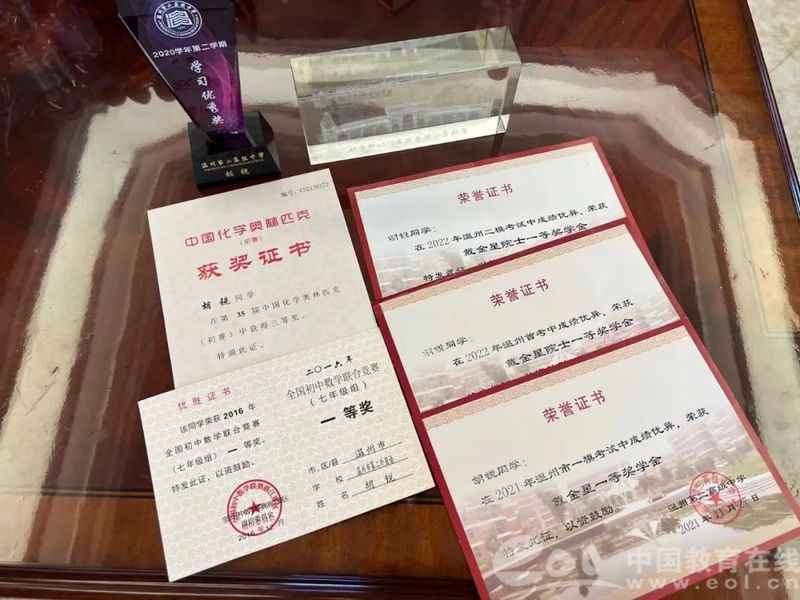 2020学年第二学期
学习优秀奖
温州第二高级中学
胡锐
编号：CS2130172
中国化学奥林匹克
（初赛）
获奖证书
胡锐同学
在第 35 届中国化学奥林匹克
（初赛）中获得三等奖。
特颁此证。
优胜证书
该同学荣获 2016 年
全国初中数学联合竞赛
（七年级组）一等奖。
特发此证，以资鼓励。
2016年
二〇一六年
全国初中数学联合竞赛
（七年级组）
一等奖
市、区/县 温州市
学校
姓名 胡锐
荣誉证书
胡锐同学：
在2022年温州二模考试中成绩优异，荣获
戴金星院士一等奖学金
荣誉证书
胡锐同学：
在2022年温州首考中成绩优异，荣获
戴金星院士一等奖学金
荣誉证书
胡锐同学：
在2021年温州市一模考试中成绩优异，荣获
戴金星一等奖学金
特发此证，以资鼓励。
温州第二高级中学
2021年11月27日
eol 中国教育在线
www.eol.cn